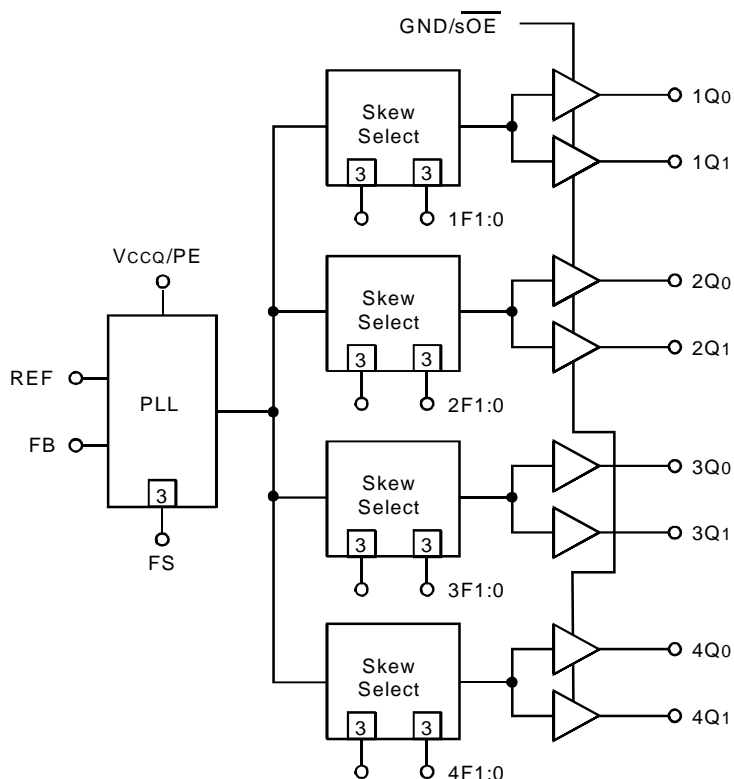 GND/sOE
Skew
Select
3 3
1F1:0
1Q0
1Q1
VCCQ/PE
Skew
Select
3 3
2F1:0
2Q0
2Q1
REF
FB
PLL
3
FS
Skew
Select
3 3
3F1:0
3Q0
3Q1
Skew
Select
3 3
4F1:0
4Q0
4Q1